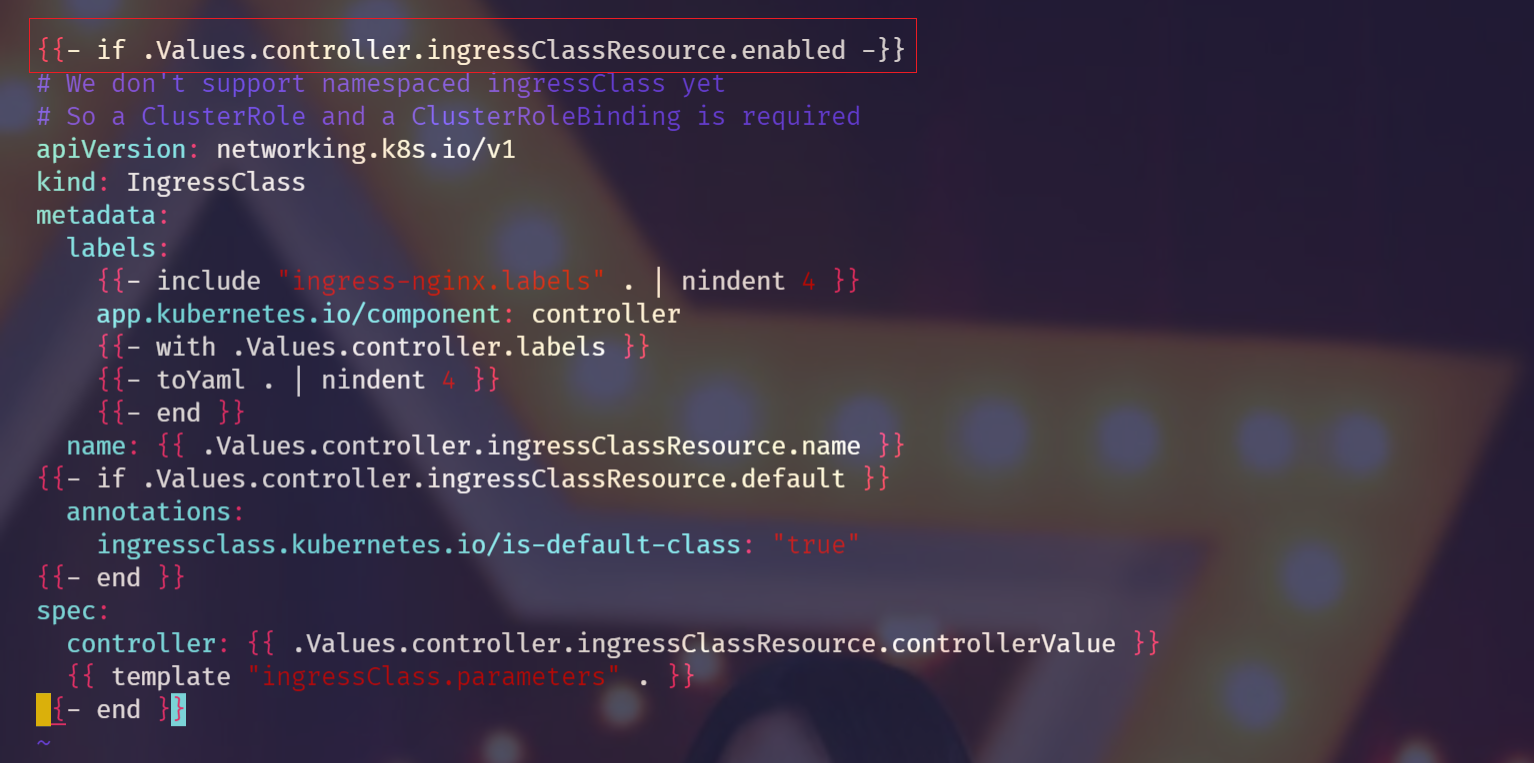 {{- if .Values.controller.ingressClassResource.enabled -}}
# We don't support namespaced ingressClass yet
# So a ClusterRole and a ClusterRoleBinding is required
apiVersion: networking.k8s.io/v1
kind: IngressClass
metadata:
  labels:
    {{- include "ingress-nginx.labels" . | nindent 4 }}
    app.kubernetes.io/component: controller
    {{- with .Values.controller.labels }}
    {{- toYaml . | nindent 4 }}
    {{- end }}
  name: {{ .Values.controller.ingressClassResource.name }}
{{- if .Values.controller.ingressClassResource.default }}
  annotations:
    ingressclass.kubernetes.io/is-default-class: "true"
{{- end }}
spec:
  controller: {{ .Values.controller.ingressClassResource.controllerValue }}
  {{ template "ingressClass.parameters" . }}
{{- end }}
~